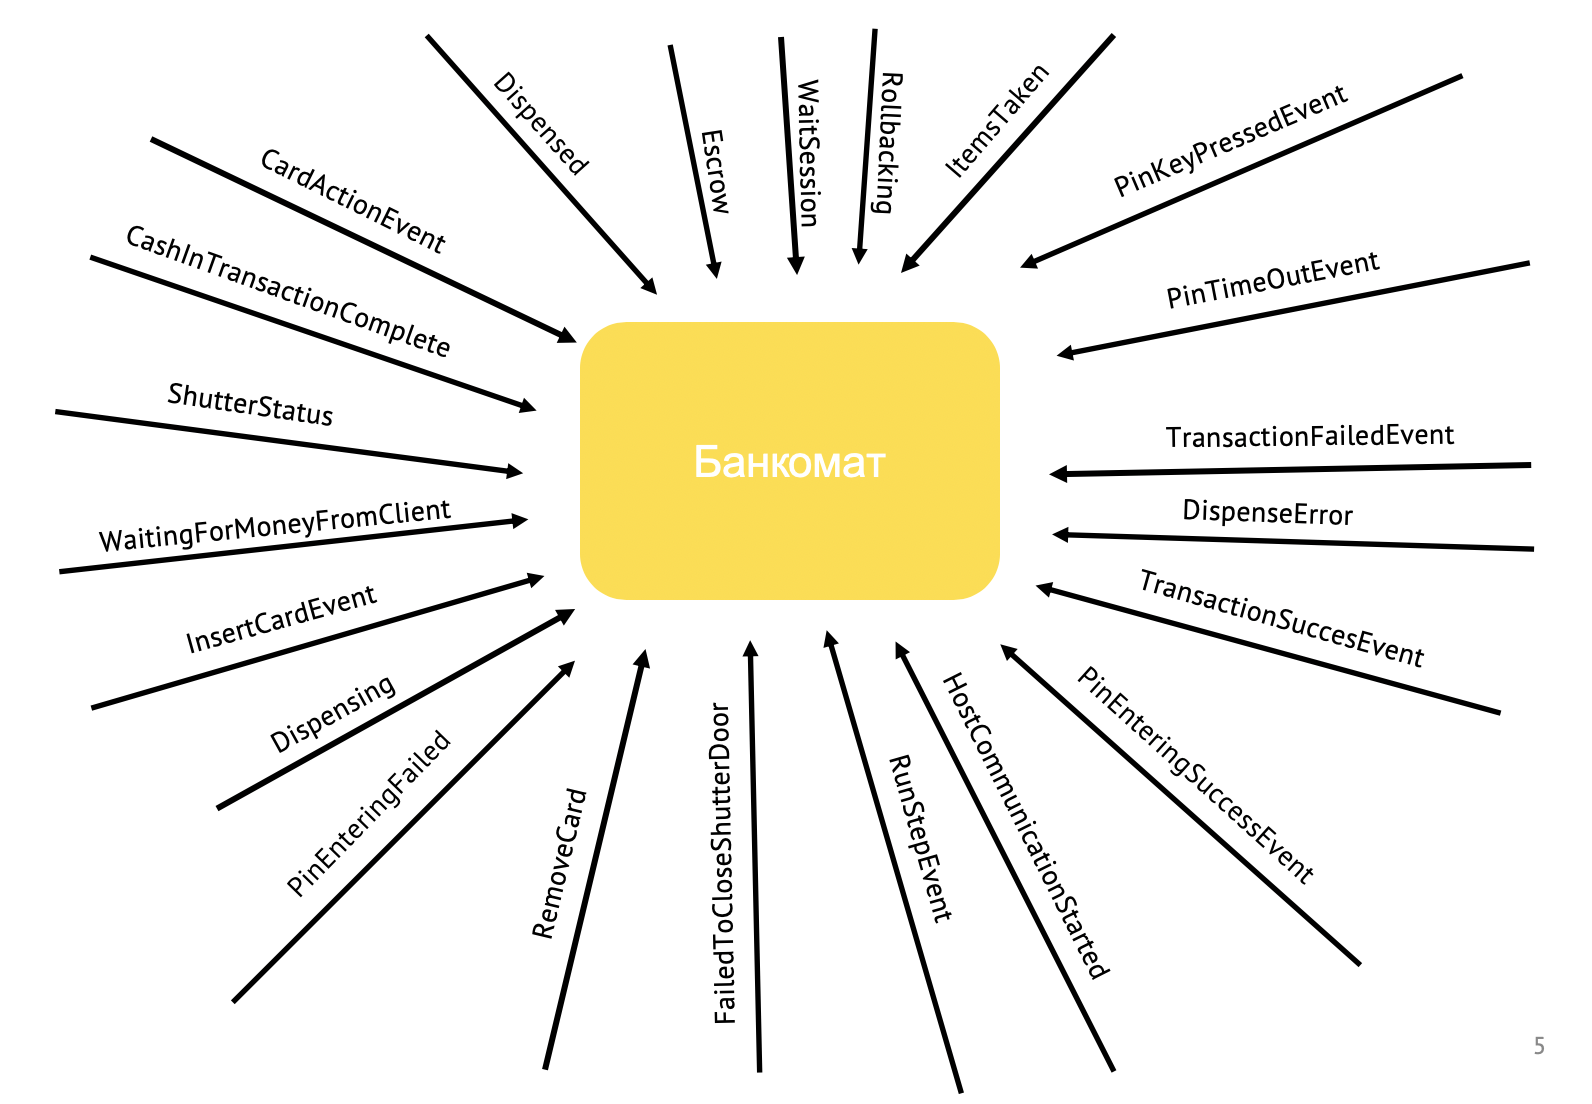 Dispensed
Escrow
WaitSession
Rollbacking
ItemsTaken
PinKeyPressedEvent
CardActionEvent
CashInTransactionComplete
PinTimeOutEvent
ShutterStatus
TransactionFailedEvent
Банкомат
WaitingForMoneyFromClient
DispenseError
InsertCardEvent
TransactionSuccesEvent
Dispensing
PinEnteringFailed
RemoveCard
FailedToCloseShutterDoor
RunStepEvent
HostCommunicationStarted
PinEnteringSuccessEvent
5